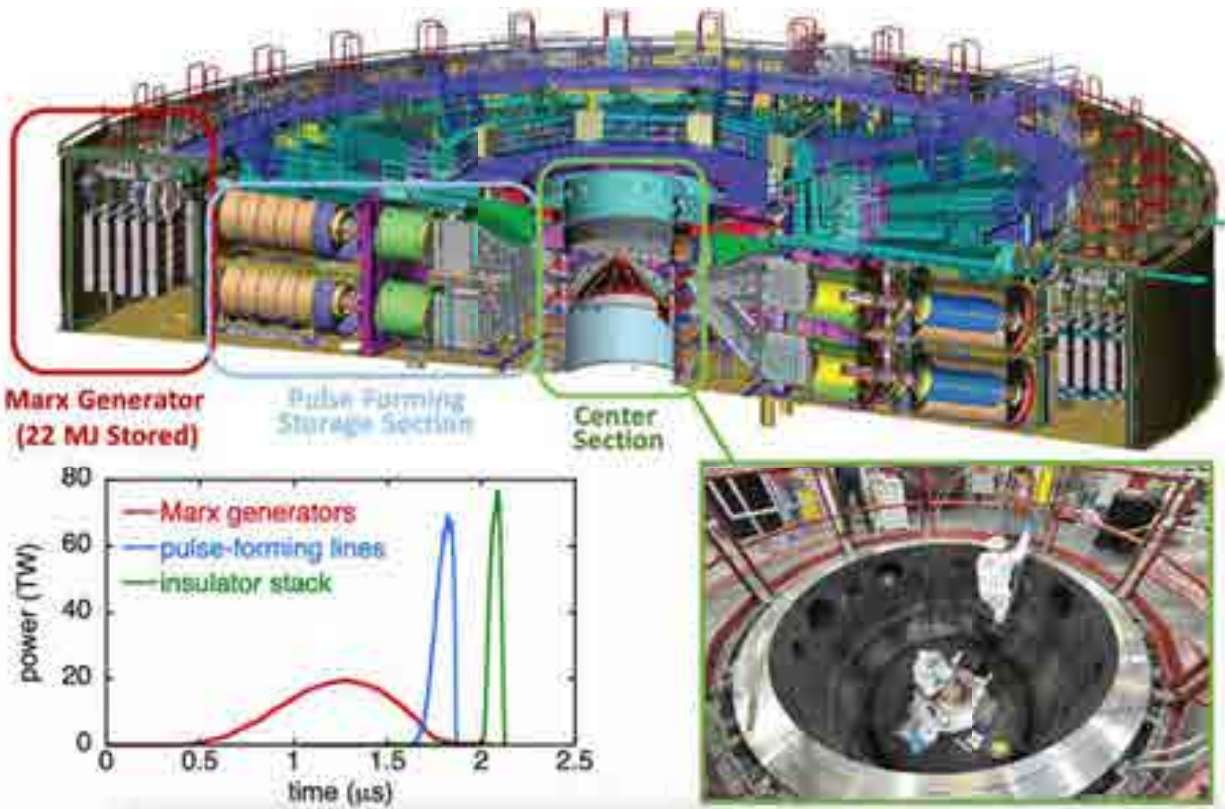 Marx Generator
(22 MJ Stored)
Pulse Forming
Storage Section
Center
Section
80
60
40
20
0
power (TW)
Marx generators
pulse-forming lines
insulator stack
0
0.5
1
1.5
2
2.5
time (μs)